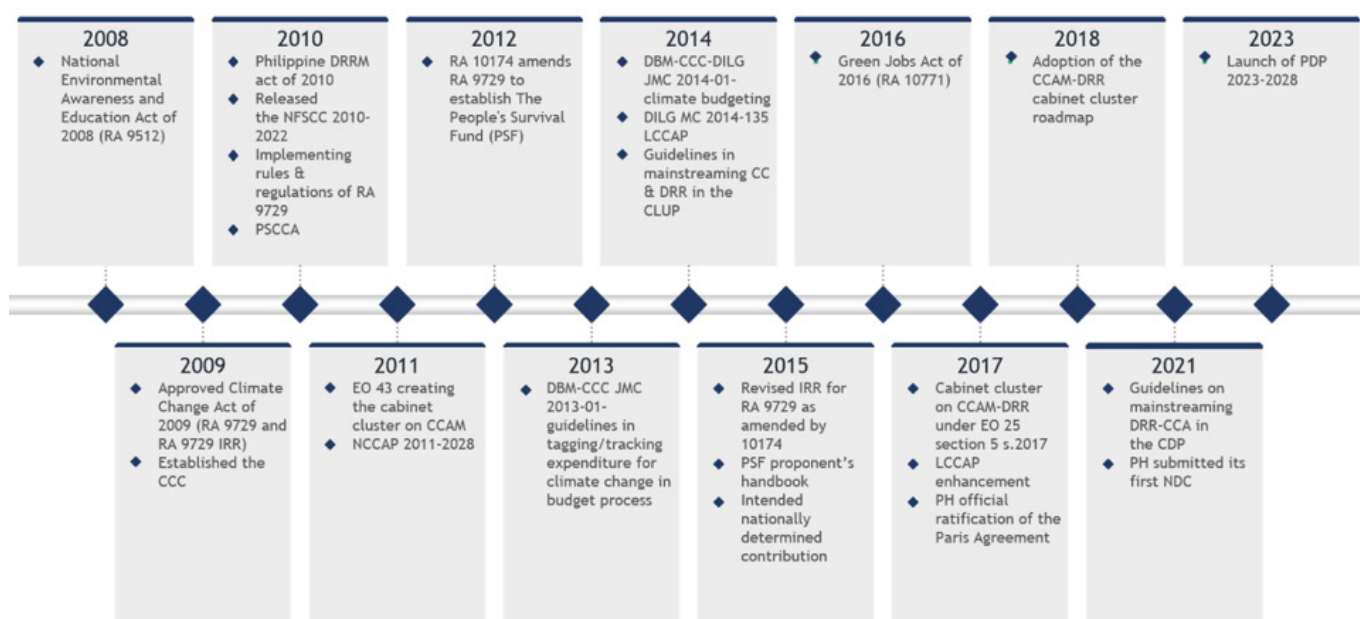 2008
National
Environmental
Awareness and
Education Act of
2008 (RA 9512)
2010
Philippine DRRM
act of 2010
Released
the NFSCC 2010-
2022
Implementing
rules &
regulations of RA
9729
PSCCA
2012
RA 10174 amends
RA 9729 to
establish The
People's Survival
Fund (PSF)
2014
DBM-CCC-DILG
JMC 2014-01-
climate budgeting
DILG MC 2014-135
LCCAP
Guidelines in
mainstreaming CC
& DRR in the
CLUP
2016
Green Jobs Act of
2016 (RA 10771)
2018
Adoption of the
CCAM-DRR
cabinet cluster
roadmap
2023
Launch of PDP
2023-2028
2009
Approved Climate
Change Act of
2009 (RA 9729 and
RA 9729 IRR)
Established the
CCC
2011
EO 43 creating
the cabinet
cluster on CCAM
NCCAP 2011-2028
2013
DBM-CCC JMC
2013-01-
guidelines in
tagging/tracking
expenditure for
climate change in
budget process
2015
Revised IRR for
RA 9729 as
amended by
10174
PSF proponent's
handbook
Intended
nationally
determined
contribution
2017
Cabinet cluster
on CCAM-DRR
under EO 25
section 5 s.2017
LCCAP
enhancement
PH official
ratification of the
Paris Agreement
2021
Guidelines on
mainstreaming
DRR-CCA in
the CDP
PH submitted its
first NDC